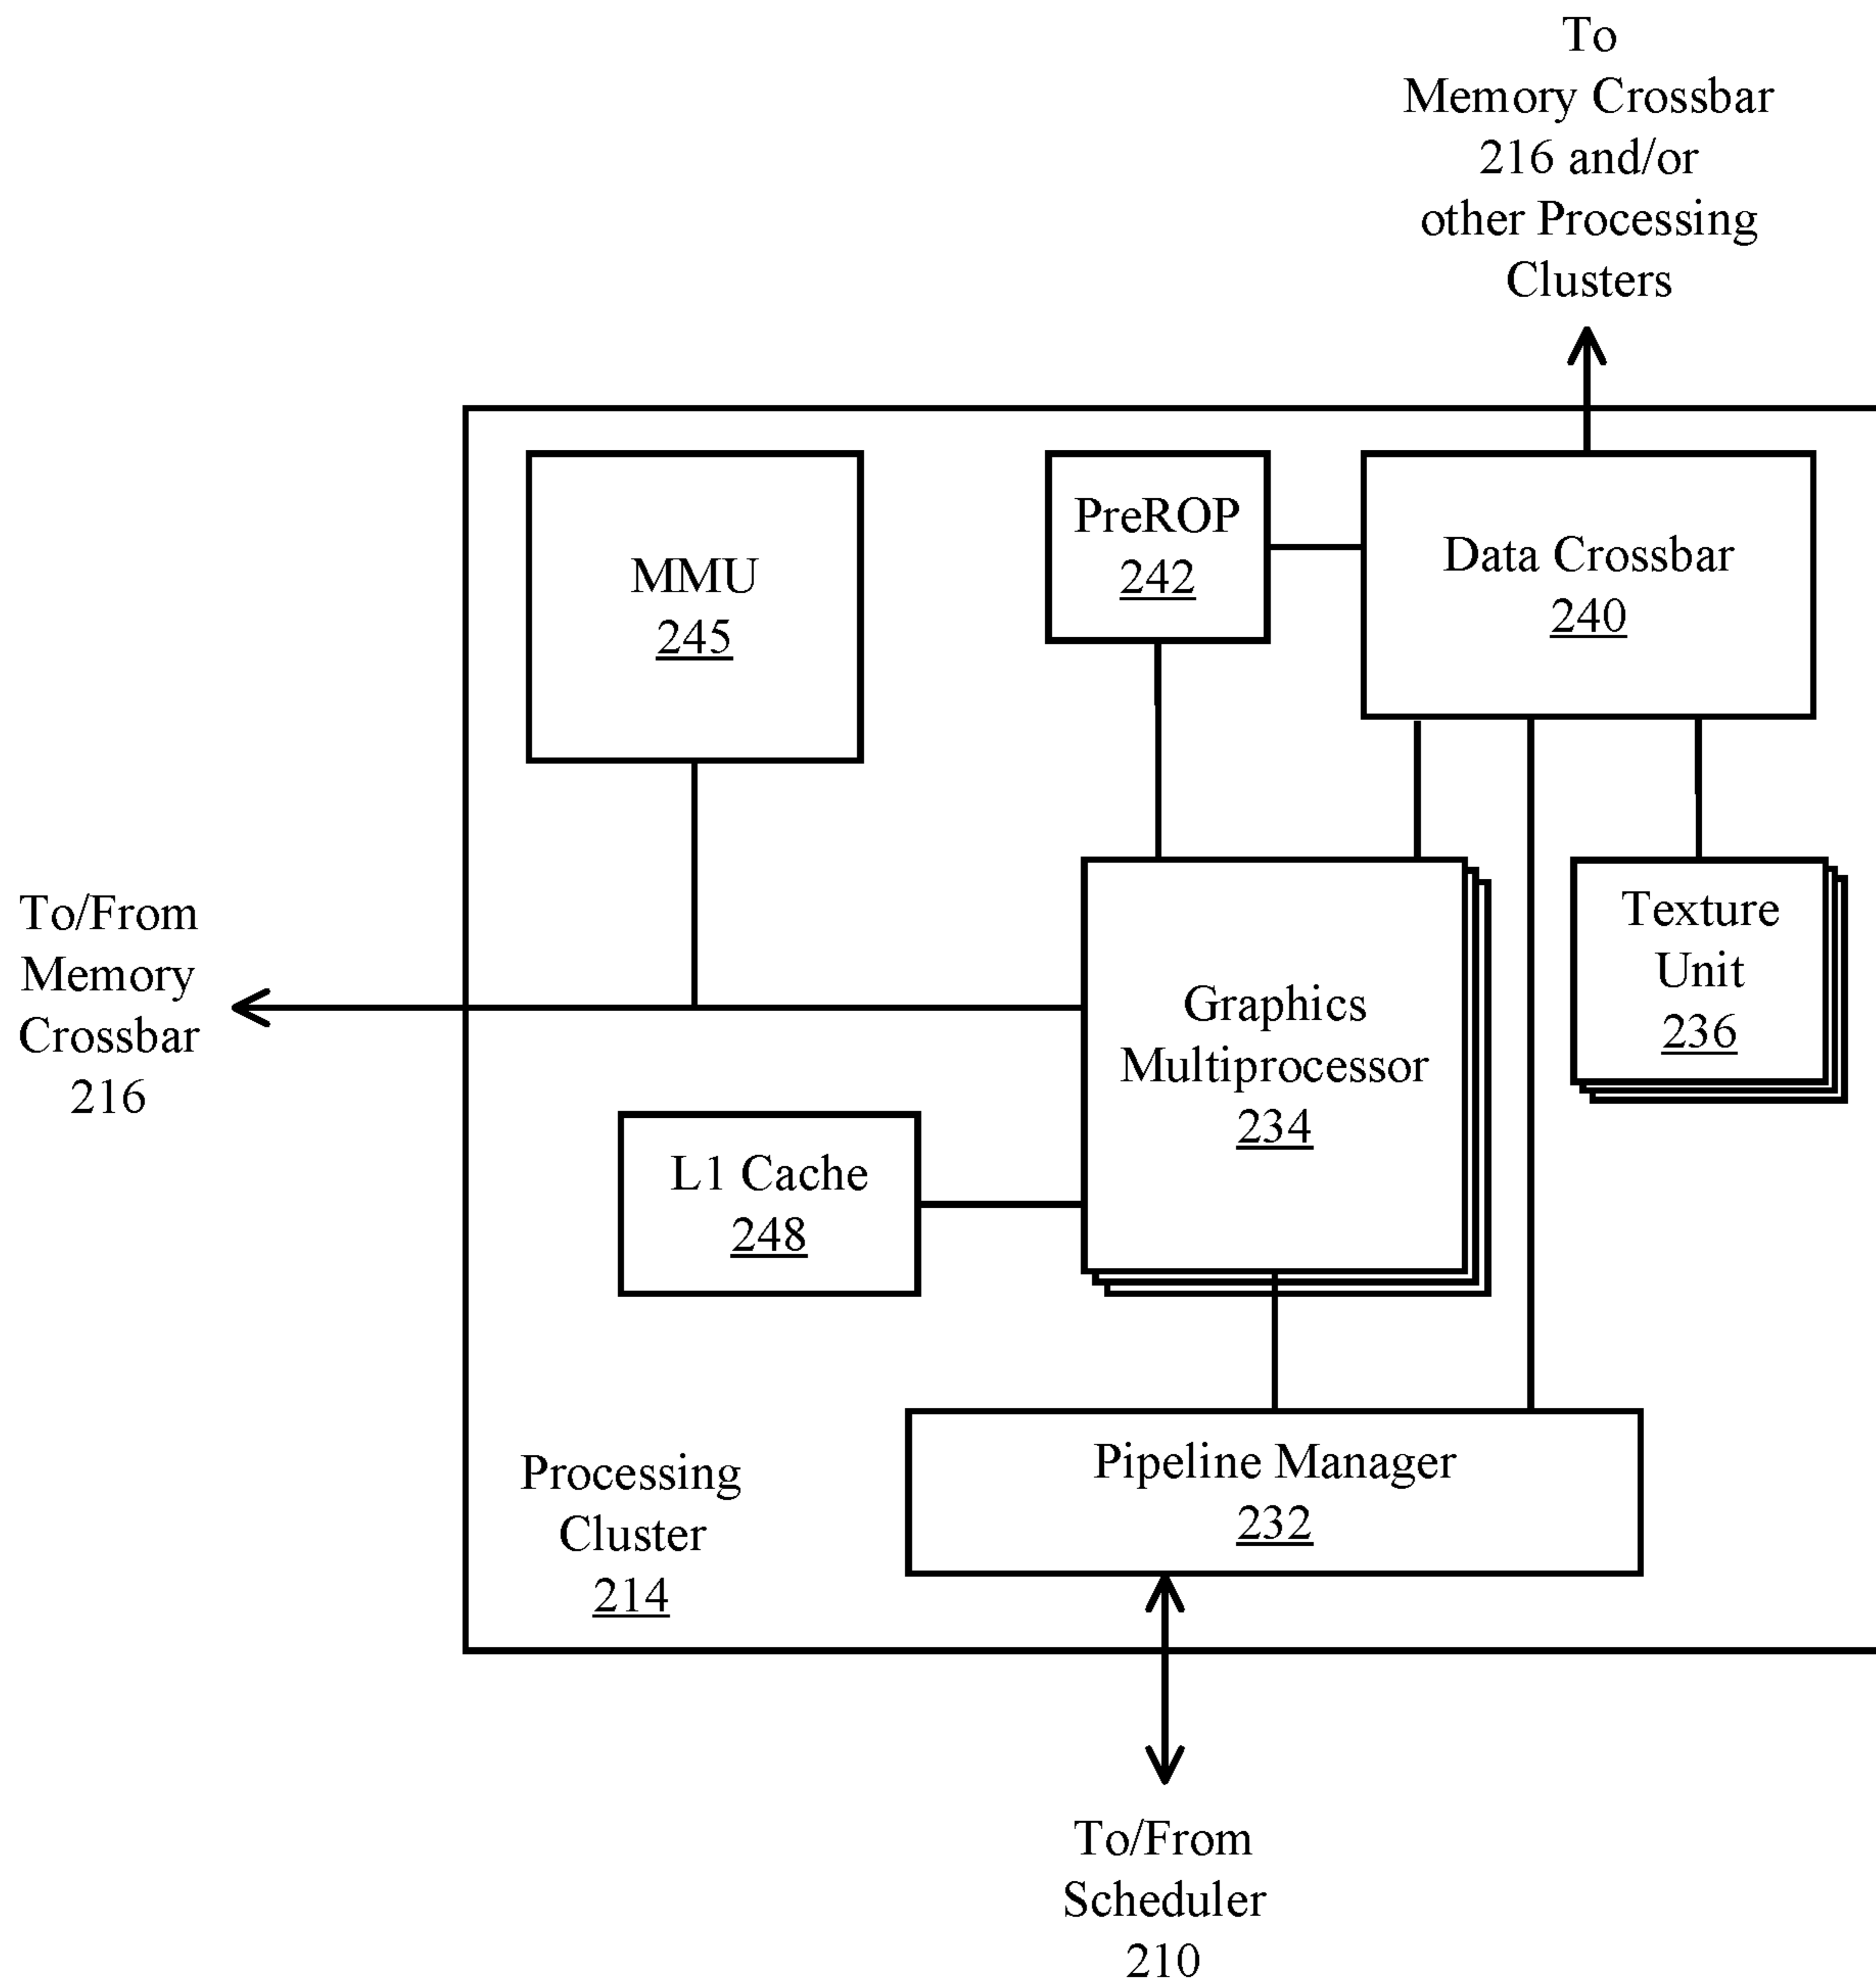 To
Memory Crossbar
216 and/or
other Processing
Clusters
MMU
245
PreROP
242
Data Crossbar
240
To/From
Memory
Crossbar
216
Graphics
Multiprocessor
234
Texture
Unit
236
L1 Cache
248
Pipeline Manager
232
Processing
Cluster
214
To/From
Scheduler
210